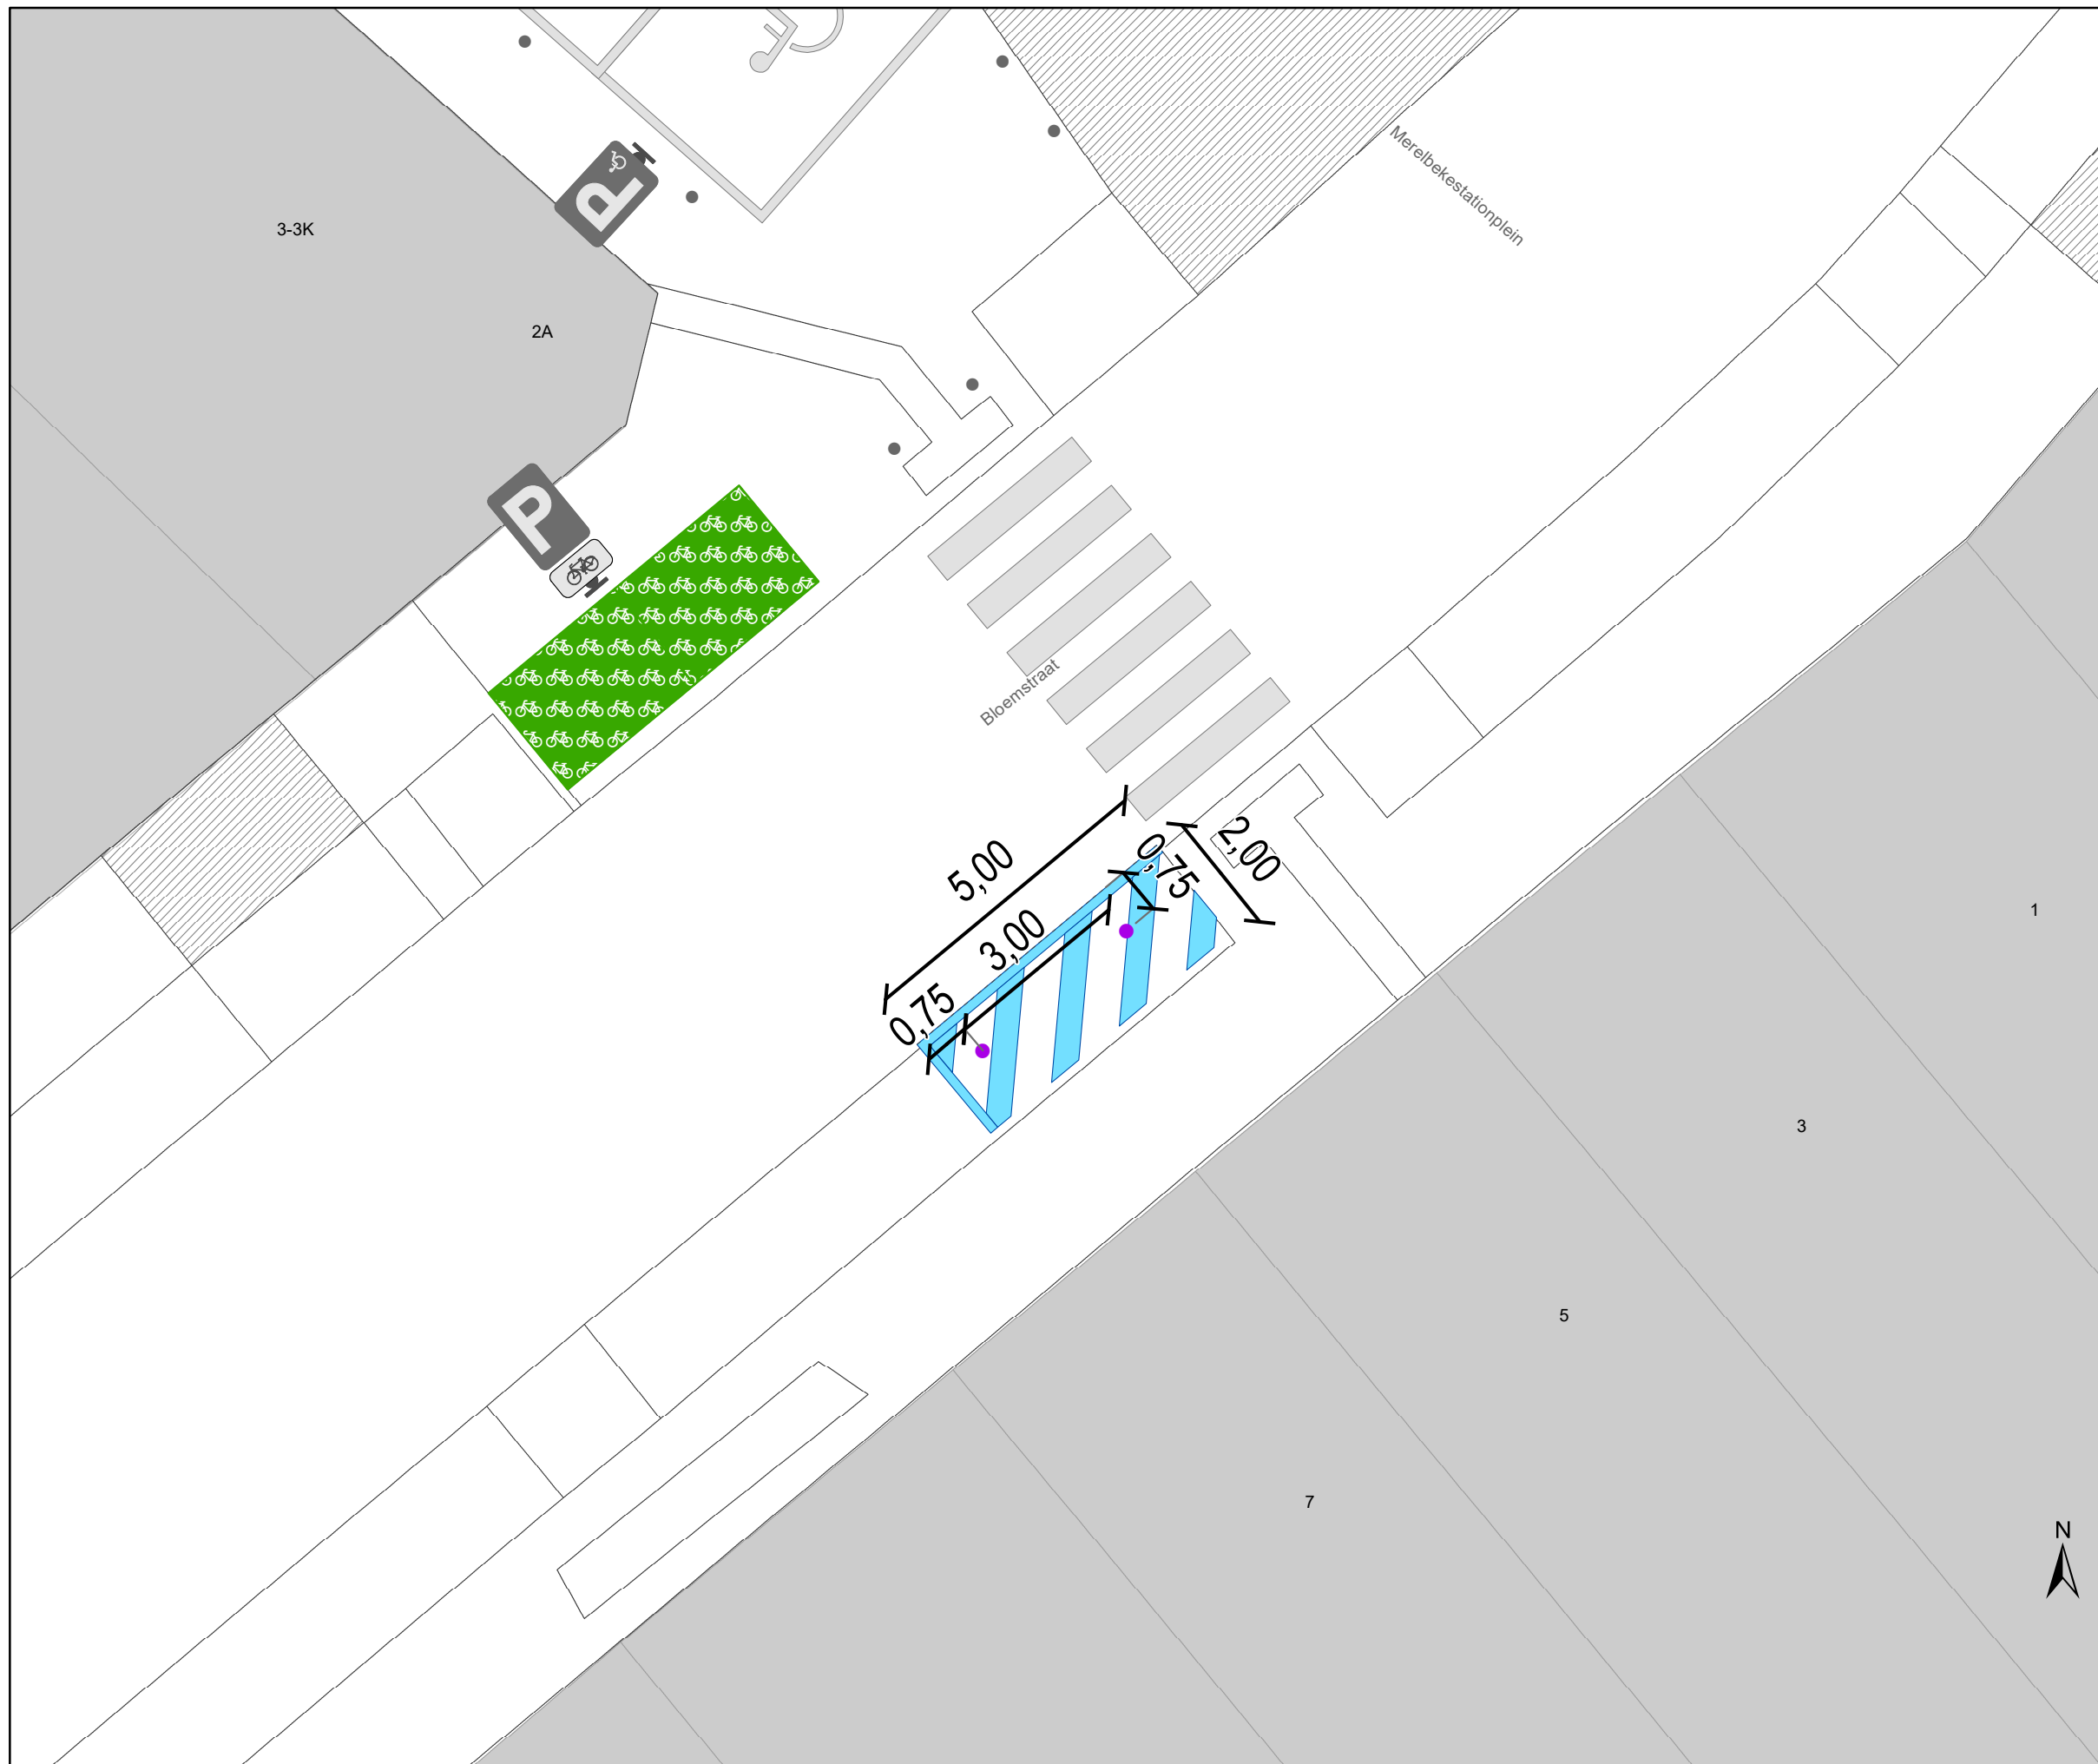 Merelbekestationplein
P
3-3K
2A
P
Bloemstraat
5,00
0,75
2,00
3,00
0,75
1
3
5
7
N